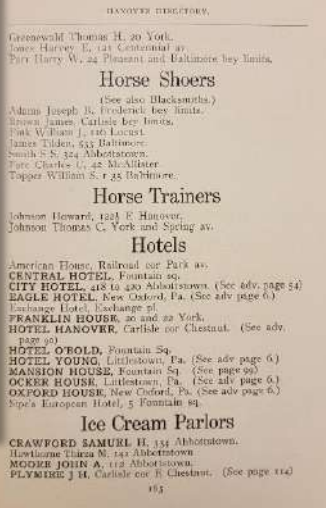 HANOVER DIRECTORY.
Greenewald Thomas H. 20 York.
Jones Harvey E. 121 Centennial av
Parr Harry W. 24 Pleasant and Baltimore bey limits.
Horse Shoers
(See also Blacksmiths.)
Adams Joseph R. Frederick bey limits.
Brown James, Carlisle bey limits.
Fink William J. 116 Locust.
James Tilden, 533 Baltimore.
Smith S S. 324 Abbottstown.
Charles U, 42 McAllister
Topper William S. r 35 Baltimore.
Horse Trainers
Johnson Howard, 122½ E Hanover.
Johnson Thomas C. York and Spring av.
Hotels
American House, Railroad cor Park av.
CENTRAL HOTEL, Fountain sq.
CITY HOTEL, 418 to 420 Abbottstown. (See adv. page 54)
EAGLE HOTEL, New Oxford, Pa. (See adv page 6.)
Exchange Hotel, Exchange pl.
FRANKLIN HOUSE, 20 and 22 York.
HOTEL HANOVER, Carlisle cor Chestnut. (See adv.
page 90)
HOTEL O'BOLD, Fountain Sq.
HOTEL YOUNG, Littlestown, Pa. (See adv page 6.)
MANSION HOUSE, Fountain Sq. (See page 99)
OCKER HOUSE, Littlestown, Pa. (See adv page 6.)
OXFORD HOUSE, New Oxford, Pa. (See adv page 6.)
Sipe's European Hotel, 5 Fountain sq.
Ice Cream Parlors
CRAWFORD SAMUEL H, 334 Abbottstown.
Hawthorne Thirza M. 141 Abbottstown
MOORE JOHN A, 112 Abbottstown.
PLYMIRE J H, Carlisle cor E Chestnut. (See page 114)
163